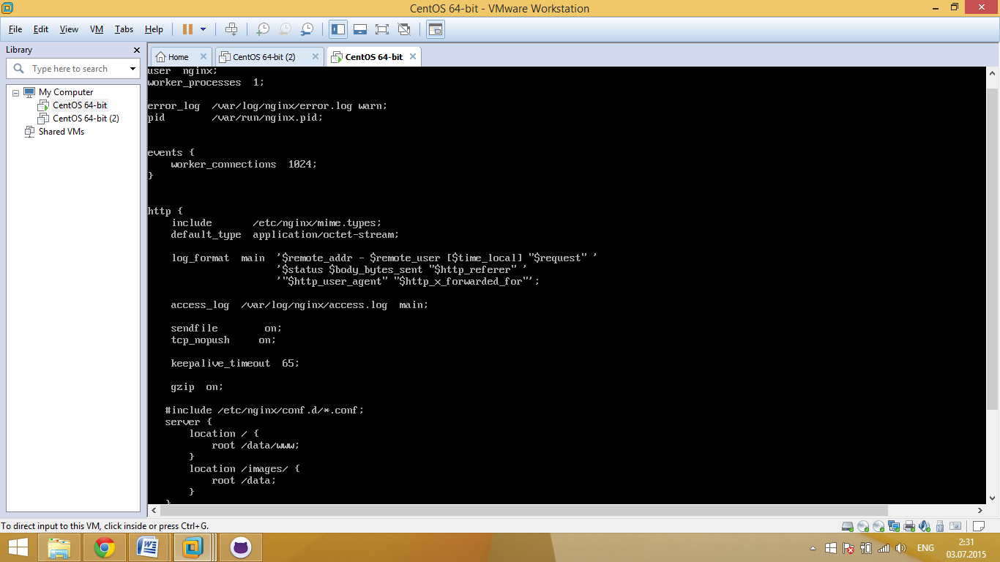 CentOS 64-bit - VMware Workstation
File Edit View VM Tabs Help
Library
Type here to search
My Computer
CentOS 64-bit
CentOS 64-bit (2)
Shared VMs
Home CentOS 64-bit (2) CentOS 64-bit
user  nginx;
worker_processes  1;
error_log  /var/log/nginx/error.log warn;
pid        /var/run/nginx.pid;
events {
    worker_connections  1024;
}
http {
    include       /etc/nginx/mime.types;
    default_type  application/octet-stream;
    log_format  main  '$remote_addr - $remote_user [$time_local] "$request" '
                      '$status $body_bytes_sent "$http_referer" '
                      '"$http_user_agent" "$http_x_forwarded_for"';
    access_log  /var/log/nginx/access.log  main;
    sendfile        on;
    tcp_nopush     on;
    keepalive_timeout  65;
    gzip  on;
   #include /etc/nginx/conf.d/*.conf;
   server {
       location / {
           root /data/www;
       }
       location /images/ {
           root /data;
       }
   }
To direct input to this VM, click inside or press Ctrl+G.
ENG
2:31
03.07.2015